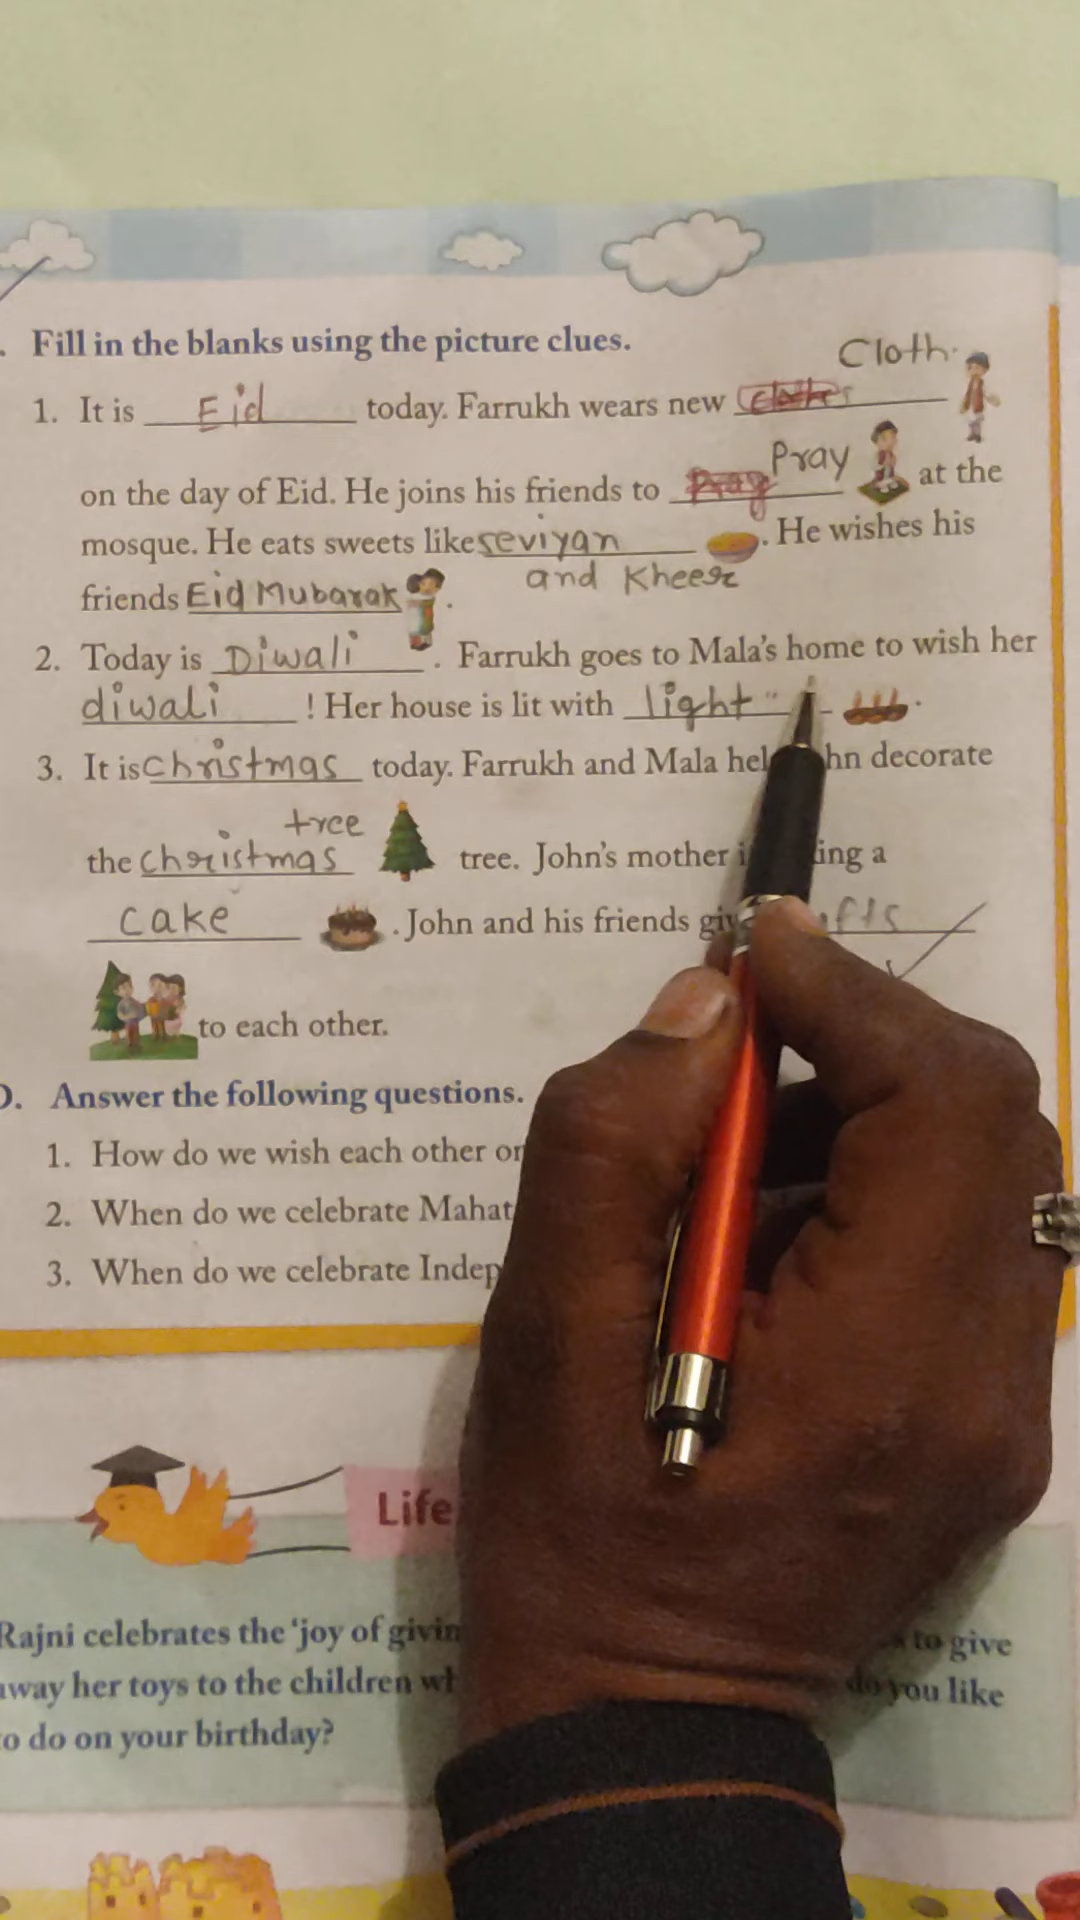 Fill in the blanks using the picture clues.
Cloth.
1. It is Eid today. Farrukh wears new
Pray
on the day of Eid. He joins his friends to at the
mosque. He eats sweets like seviyan . He wishes his
and Kheer
friends Eid Mubarak .
2. Today is Diwali . Farrukh goes to Mala's home to wish her
diwali ! Her house is lit with light .
3. It is christmas today. Farrukh and Mala hn decorate
tree
the christmas tree. John's mother ing a
cake . John and his friends
to each other.
Answer the following questions.
1. How do we wish each other
2. When do we celebrate
3. When do we celebrate
Life
Rajni celebrates the 'joy of to give
away her toys to the children do you like
to do on your birthday?